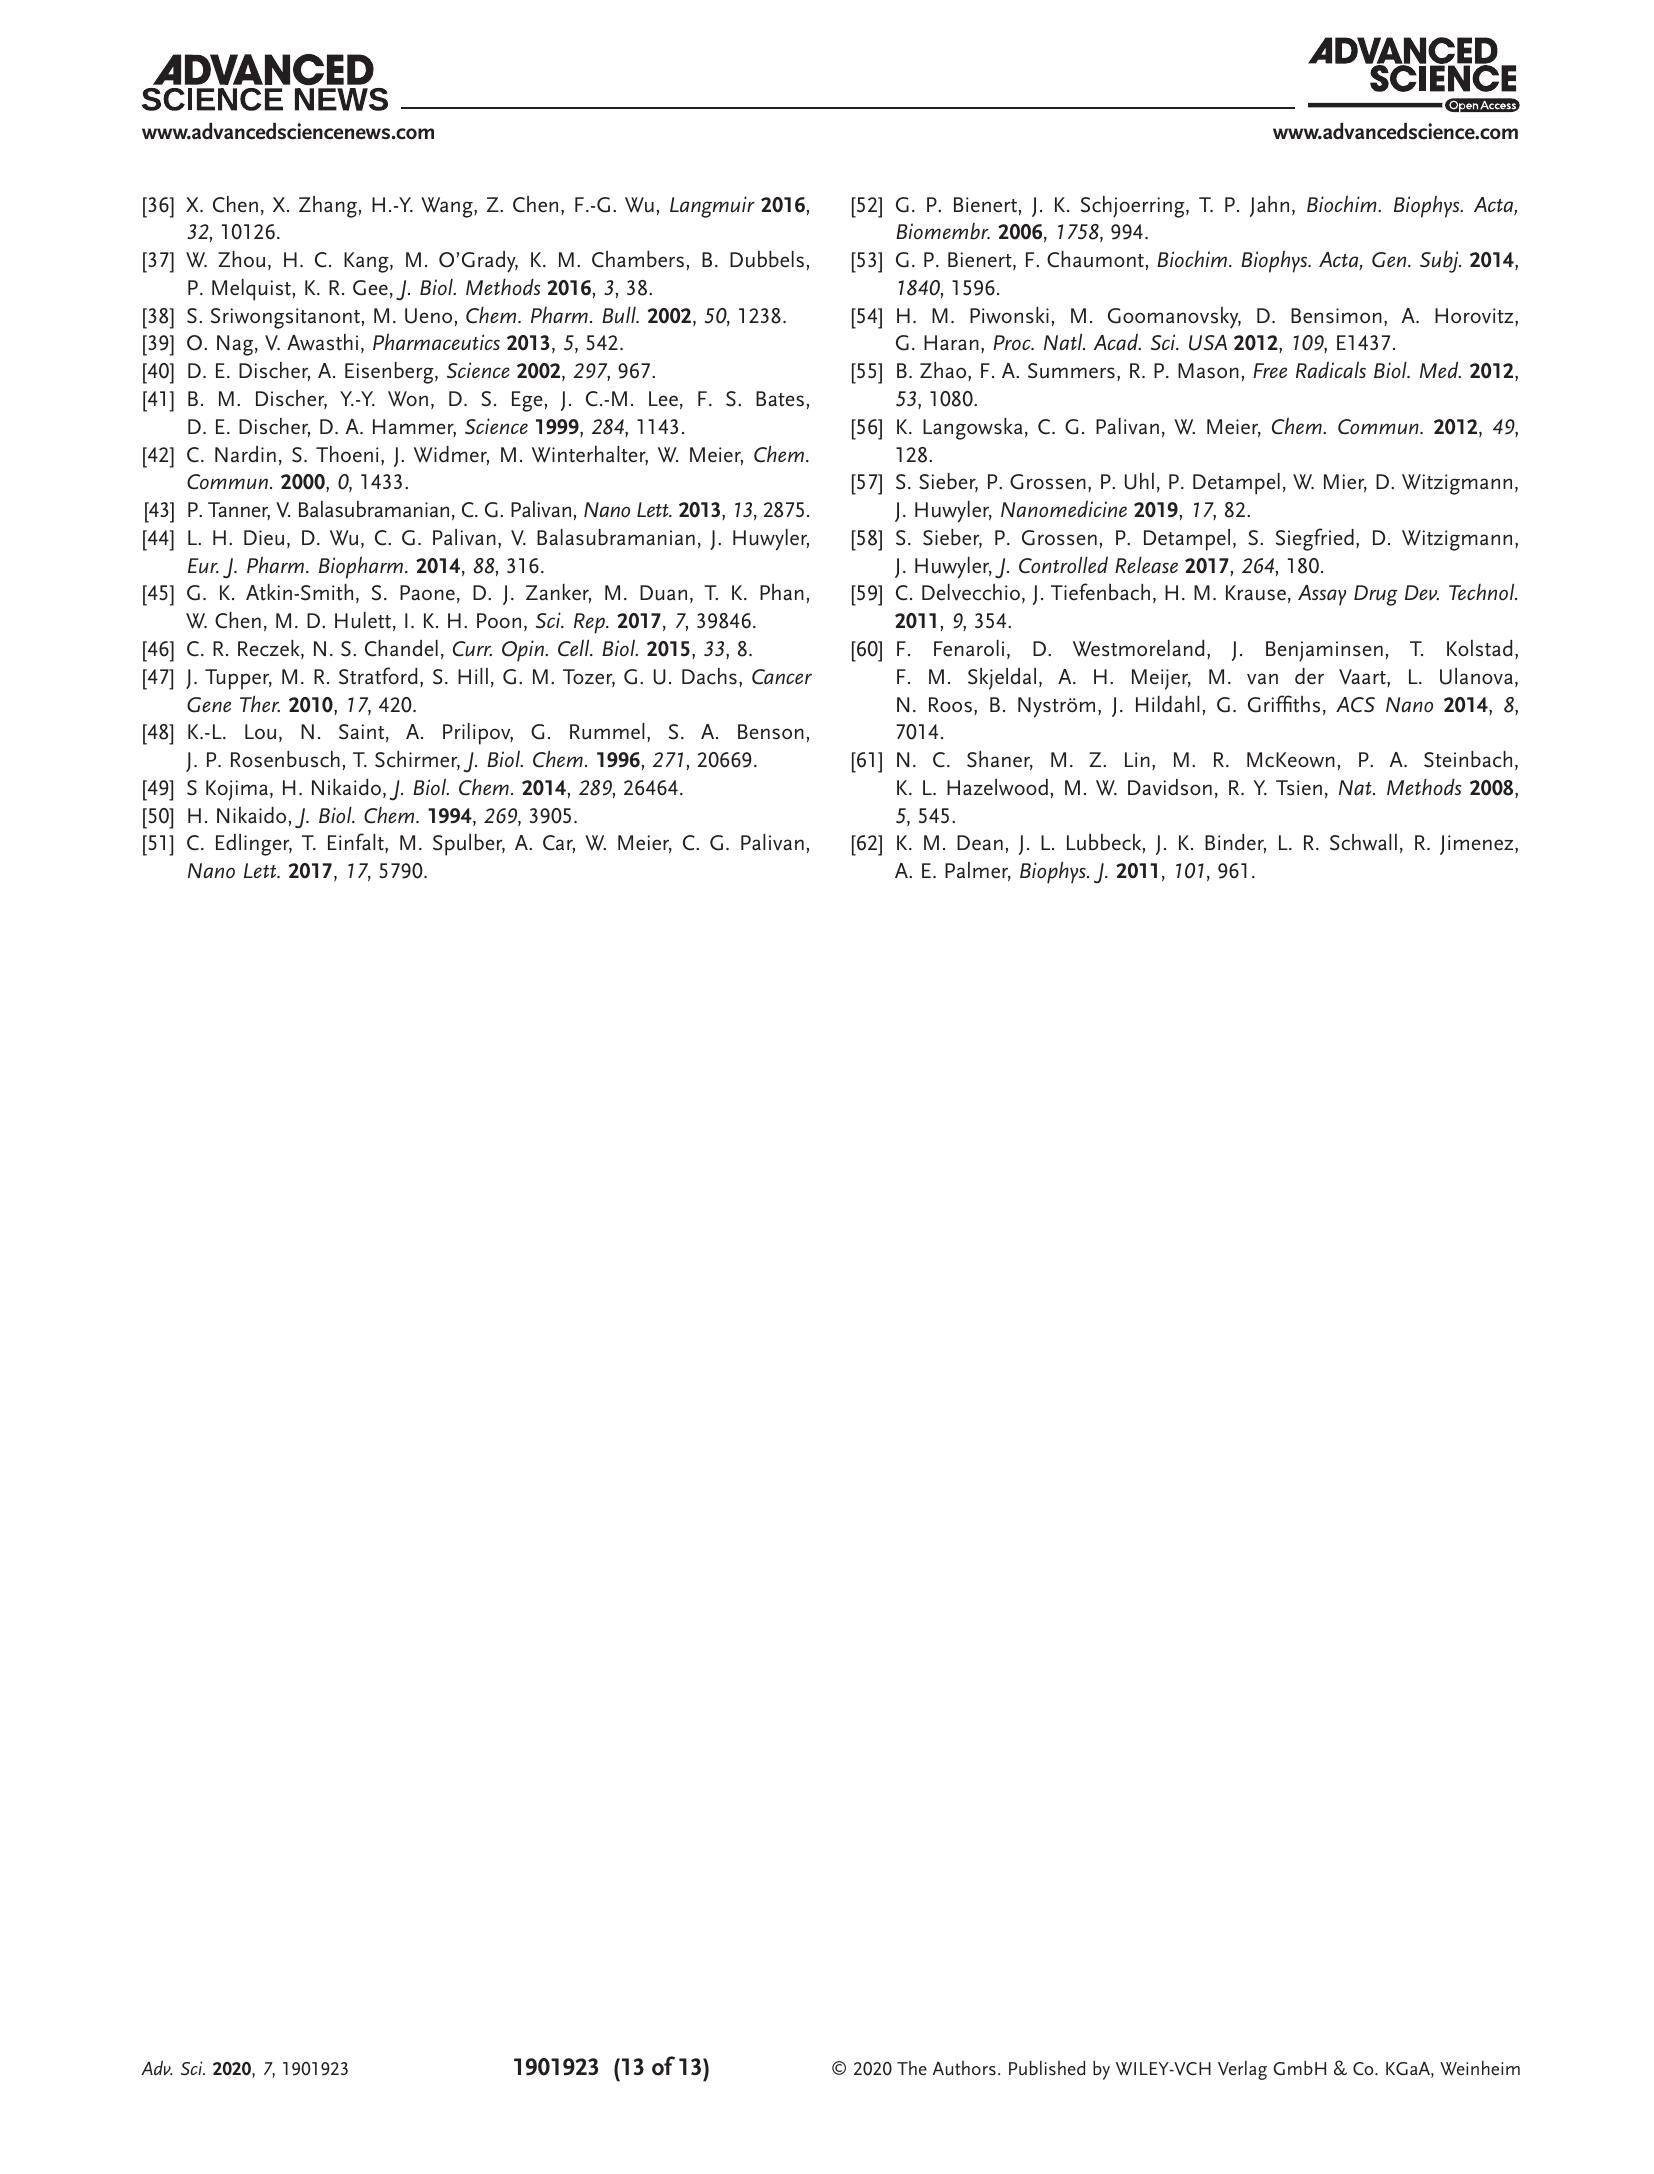 ADVANCED
SCIENCE NEWS
www.advancedsciencenews.com
ADVANCED
SCIENCE
Open Access
www.advancedscience.com
[36] X. Chen, X. Zhang, H.-Y. Wang, Z. Chen, F.-G. Wu, Langmuir 2016,
32, 10126.
[37] W. Zhou, H. C. Kang, M. O’Grady, K. M. Chambers, B. Dubbels,
P. Melquist, K. R. Gee, J. Biol. Methods 2016, 3, 38.
[38] S. Sriwongsitanont, M. Ueno, Chem. Pharm. Bull. 2002, 50, 1238.
[39] O. Nag, V. Awasthi, Pharmaceutics 2013, 5, 542.
[40] D. E. Discher, A. Eisenberg, Science 2002, 297, 967.
[41] B. M. Discher, Y.-Y. Won, D. S. Ege, J. C.-M. Lee, F. S. Bates,
D. E. Discher, D. A. Hammer, Science 1999, 284, 1143.
[42] C. Nardin, S. Thoeni, J. Widmer, M. Winterhalter, W. Meier, Chem.
Commun. 2000, 0, 1433.
[43] P. Tanner, V. Balasubramanian, C. G. Palivan, Nano Lett. 2013, 13, 2875.
[44] L. H. Dieu, D. Wu, C. G. Palivan, V. Balasubramanian, J. Huwyler,
Eur. J. Pharm. Biopharm. 2014, 88, 316.
[45] G. K. Atkin-Smith, S. Paone, D. J. Zanker, M. Duan, T. K. Phan,
W. Chen, M. D. Hulett, I. K. H. Poon, Sci. Rep. 2017, 7, 39846.
[46] C. R. Reczek, N. S. Chandel, Curr. Opin. Cell. Biol. 2015, 33, 8.
[47] J. Tupper, M. R. Stratford, S. Hill, G. M. Tozer, G. U. Dachs, Cancer
Gene Ther. 2010, 17, 420.
[48] K.-L. Lou, N. Saint, A. Prilipov, G. Rummel, S. A. Benson,
J. P. Rosenbusch, T. Schirmer, J. Biol. Chem. 1996, 271, 20669.
[49] S Kojima, H. Nikaido, J. Biol. Chem. 2014, 289, 26464.
[50] H. Nikaido, J. Biol. Chem. 1994, 269, 3905.
[51] C. Edlinger, T. Einfalt, M. Spulber, A. Car, W. Meier, C. G. Palivan,
Nano Lett. 2017, 17, 5790.
[52] G. P. Bienert, J. K. Schjoerring, T. P. Jahn, Biochim. Biophys. Acta,
Biomembr. 2006, 1758, 994.
[53] G. P. Bienert, F. Chaumont, Biochim. Biophys. Acta, Gen. Subj. 2014,
1840, 1596.
[54] H. M. Piwonski, M. Goomanovsky, D. Bensimon, A. Horovitz,
G. Haran, Proc. Natl. Acad. Sci. USA 2012, 109, E1437.
[55] B. Zhao, F. A. Summers, R. P. Mason, Free Radicals Biol. Med. 2012,
53, 1080.
[56] K. Langowska, C. G. Palivan, W. Meier, Chem. Commun. 2012, 49,
128.
[57] S. Sieber, P. Grossen, P. Uhl, P. Detampel, W. Mier, D. Witzigmann,
J. Huwyler, Nanomedicine 2019, 17, 82.
[58] S. Sieber, P. Grossen, P. Detampel, S. Siegfried, D. Witzigmann,
J. Huwyler, J. Controlled Release 2017, 264, 180.
[59] C. Delvecchio, J. Tiefenbach, H. M. Krause, Assay Drug Dev. Technol.
2011, 9, 354.
[60] F. Fenaroli, D. Westmoreland, J. Benjaminsen, T. Kolstad,
F. M. Skjeldal, A. H. Meijer, M. van der Vaart, L. Ulanova,
N. Roos, B. Nyström, J. Hildahl, G. Griffiths, ACS Nano 2014, 8,
7014.
[61] N. C. Shaner, M. Z. Lin, M. R. McKeown, P. A. Steinbach,
K. L. Hazelwood, M. W. Davidson, R. Y. Tsien, Nat. Methods 2008,
5, 545.
[62] K. M. Dean, J. L. Lubbeck, J. K. Binder, L. R. Schwall, R. Jimenez,
A. E. Palmer, Biophys. J. 2011, 101, 961.
Adv. Sci. 2020, 7, 1901923
1901923 (13 of 13)
© 2020 The Authors. Published by WILEY-VCH Verlag GmbH & Co. KGaA, Weinheim